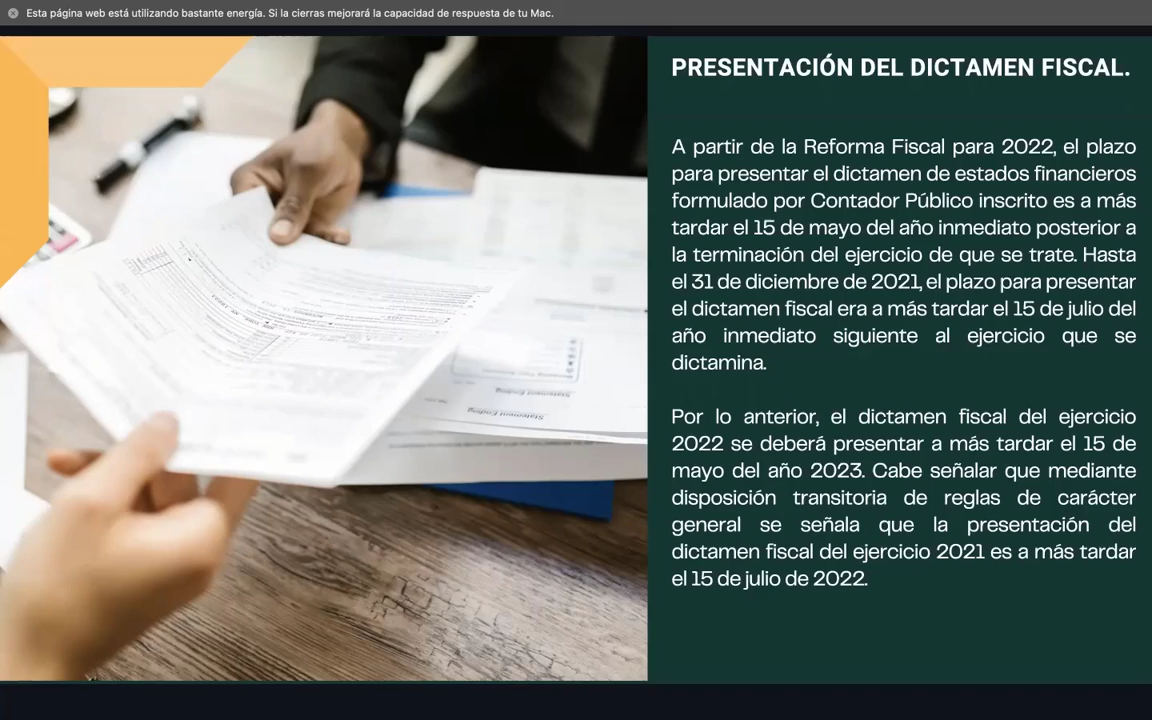 Esta página web está utilizando bastante energía. Si la cierras mejorará la capacidad de respuesta de tu Mac.
PRESENTACIÓN DEL DICTAMEN FISCAL.
A partir de la Reforma Fiscal para 2022, el plazo
para presentar el dictamen de estados financieros
formulado por Contador Público inscrito es a más
tardar el 15 de mayo del año inmediato posterior a
la terminación del ejercicio de que se trate. Hasta
el 31 de diciembre de 2021, el plazo para presentar
el dictamen fiscal era a más tardar el 15 de julio del
año inmediato siguiente al ejercicio que se
dictamina.
Por lo anterior, el dictamen fiscal del ejercicio
2022 se deberá presentar a más tardar el 15 de
mayo del año 2023. Cabe señalar que mediante
disposición transitoria de reglas de carácter
general se señala que la presentación del
dictamen fiscal del ejercicio 2021 es a más tardar
el 15 de julio de 2022.
Statement Ending
Statement Ending